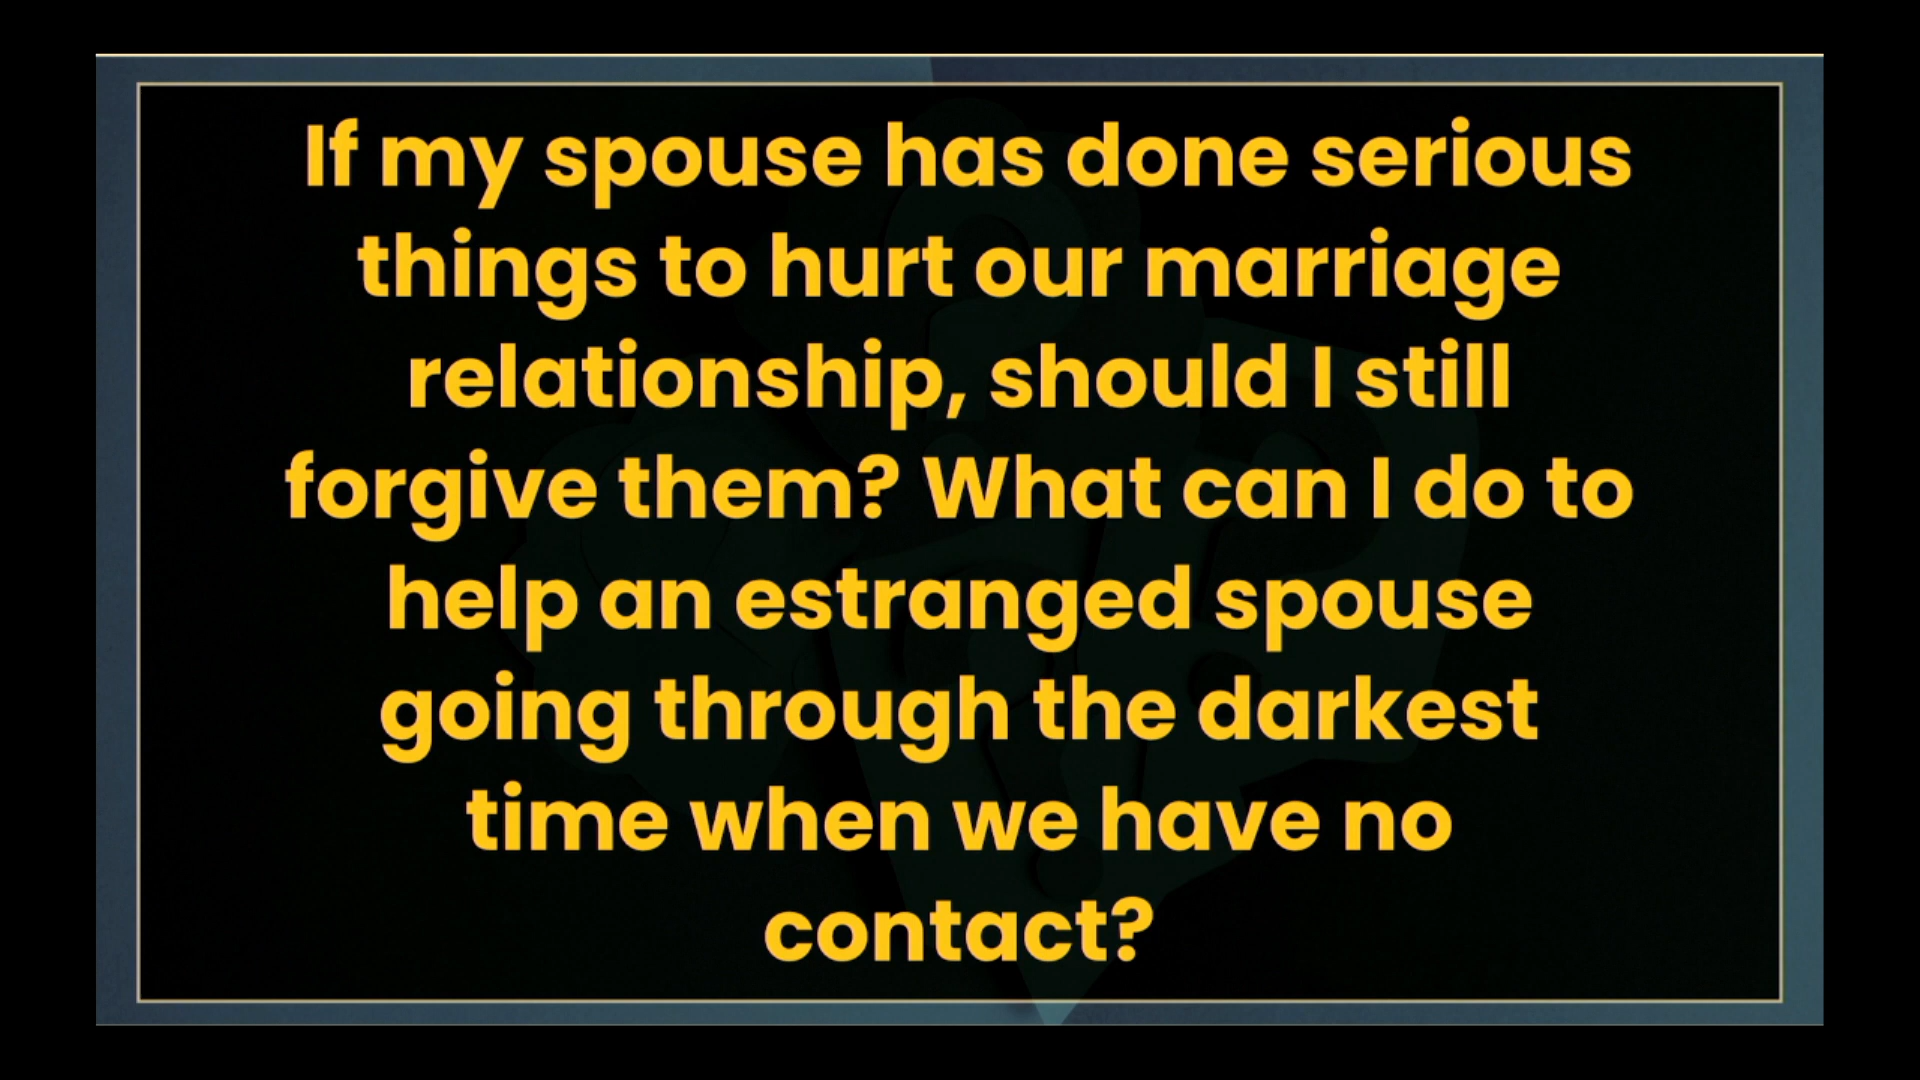 If my spouse has done serious
things to hurt our marriage
relationship, should I still
forgive them? What can I do to
help an estranged spouse
going through the darkest
time when we have no
contact?